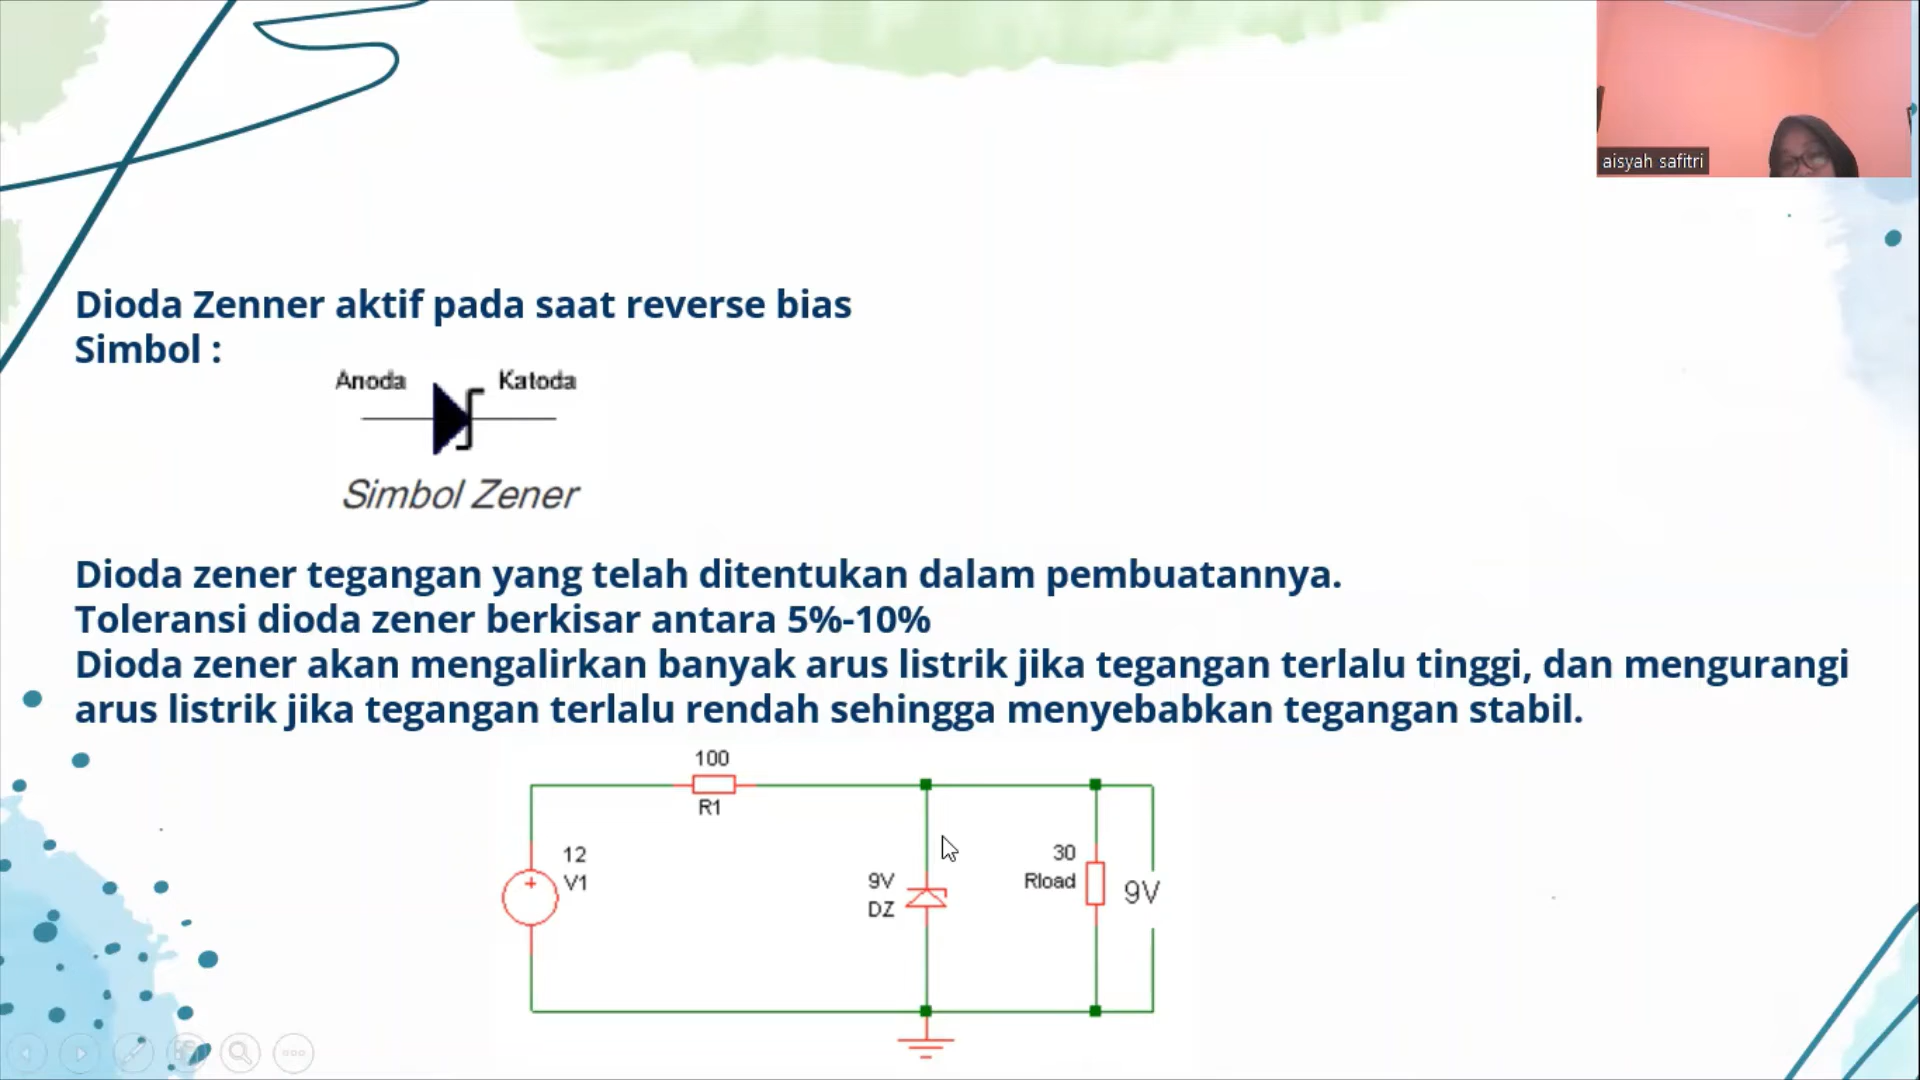 aisyah safitri
Dioda Zenner aktif pada saat reverse bias
Simbol :
Anoda Katoda
Simbol Zener
Dioda zener tegangan yang telah ditentukan dalam pembuatannya.
Toleransi dioda zener berkisar antara 5%-10%
Dioda zener akan mengalirkan banyak arus listrik jika tegangan terlalu tinggi, dan mengurangi
arus listrik jika tegangan terlalu rendah sehingga menyebabkan tegangan stabil.
100
R1
12
V1
9V
DZ
30
Rload
9V